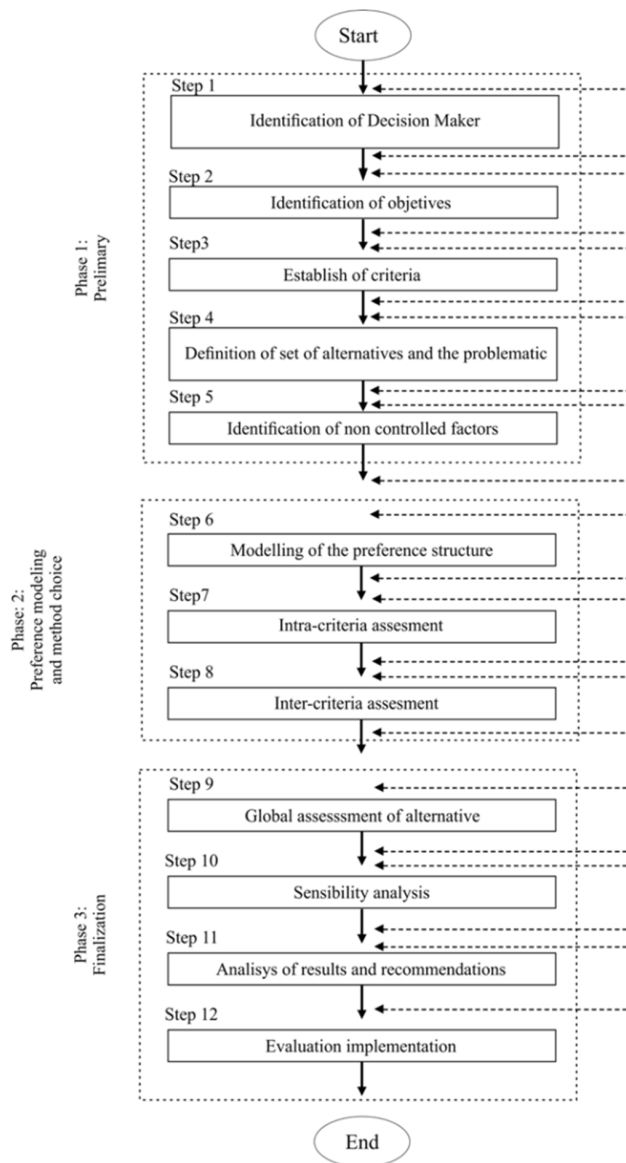 Start
Phase 1:
Prelimary
Step 1
Identification of Decision Maker
Step 2
Identification of objetives
Step3
Establish of criteria
Step 4
Definition of set of alternatives and the problematic
Step 5
Identification of non controlled factors
Phase: 2:
Preference modeling
and method choice
Step 6
Modelling of the preference structure
Step7
Intra-criteria assesment
Step 8
Inter-criteria assesment
Phase 3:
Finalization
Step 9
Global assesssment of alternative
Step 10
Sensibility analysis
Step 11
Analisys of results and recommendations
Step 12
Evaluation implementation
End